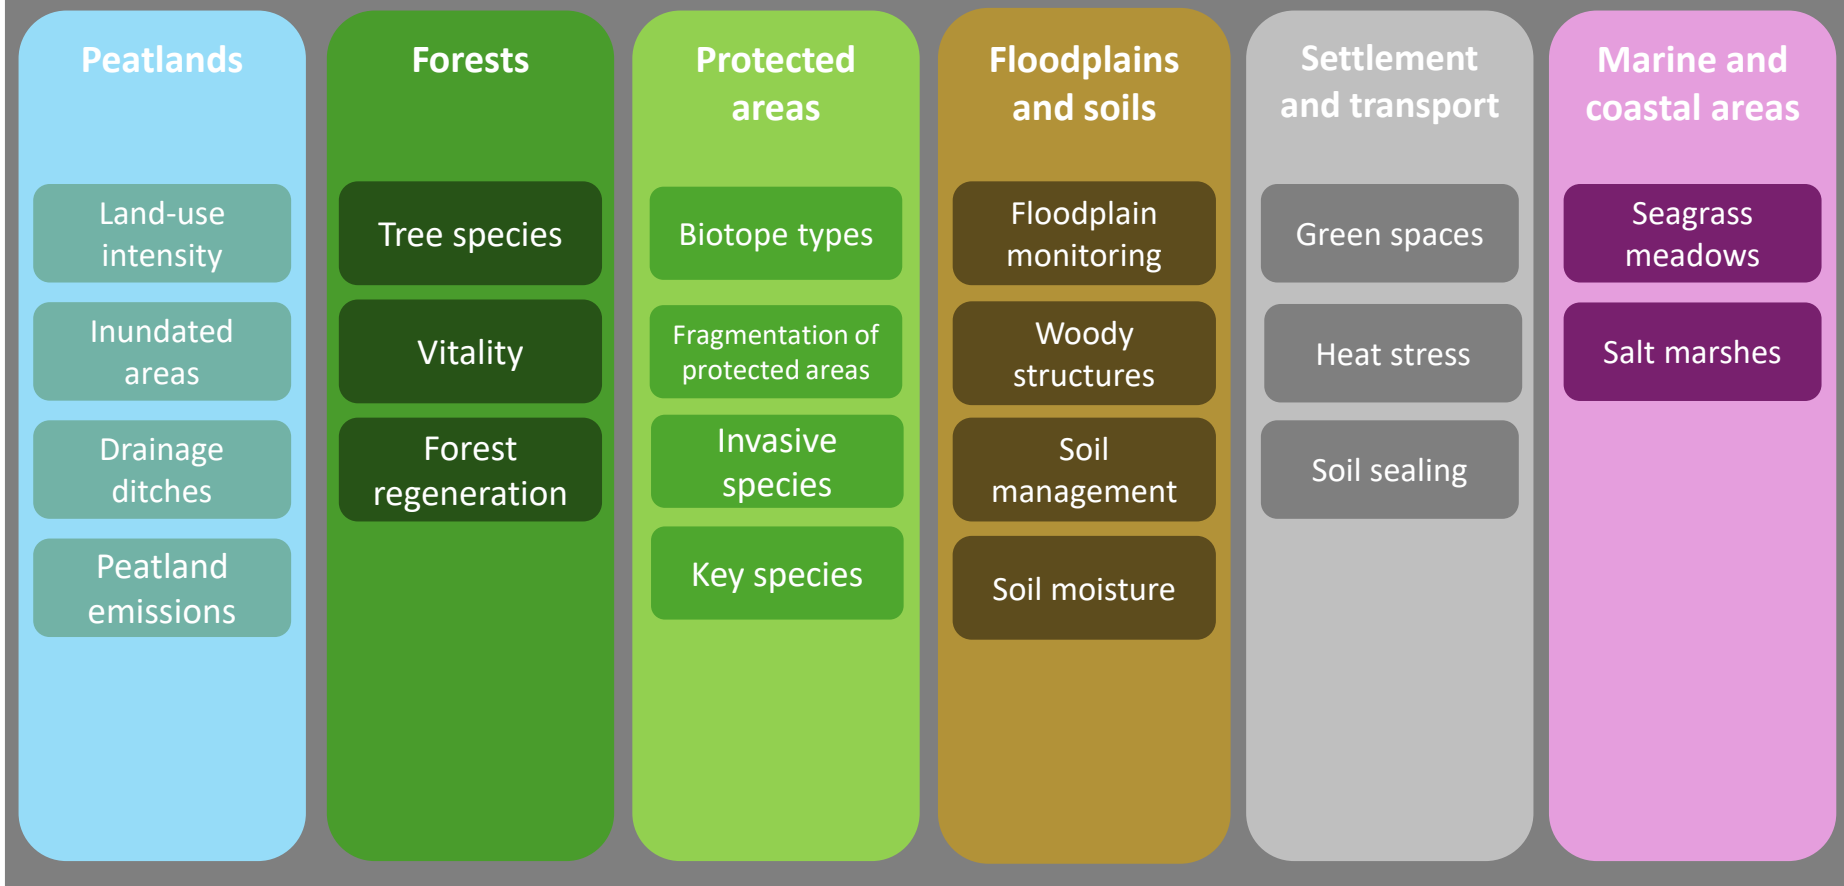 Peatlands
Land-use
intensity
Inundated
areas
Drainage
ditches
Peatland
emissions
Forests
Tree species
Vitality
Forest
regeneration
Protected
areas
Biotope types
Fragmentation of
protected areas
Invasive
species
Key species
Floodplains
and soils
Floodplain
monitoring
Woody
structures
Soil
management
Soil moisture
Settlement
and transport
Green spaces
Heat stress
Soil sealing
Marine and
coastal areas
Seagrass
meadows
Salt marshes